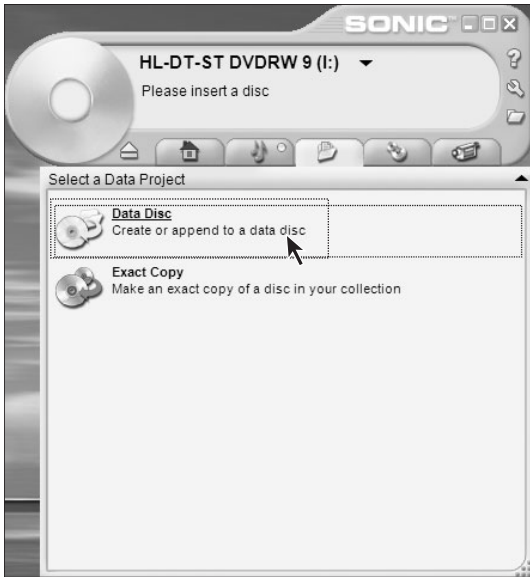 SONIC
HL-DT-ST DVDRW 9 (I:)
Please insert a disc
Select a Data Project
Data Disc
Create or append to a data disc
Exact Copy
Make an exact copy of a disc in your collection